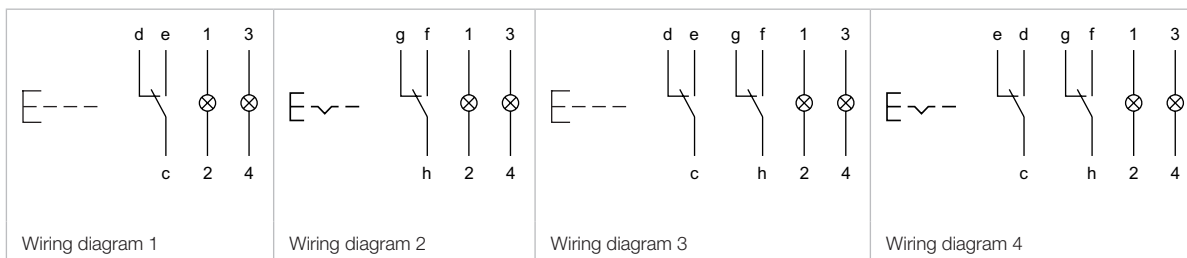 d e 1 3 g f 1 3 d e g f 1 3 e d g f 1 3
c 2 4 h 2 4 c h 2 4 c h 2 4
Wiring diagram 1 Wiring diagram 2 Wiring diagram 3 Wiring diagram 4